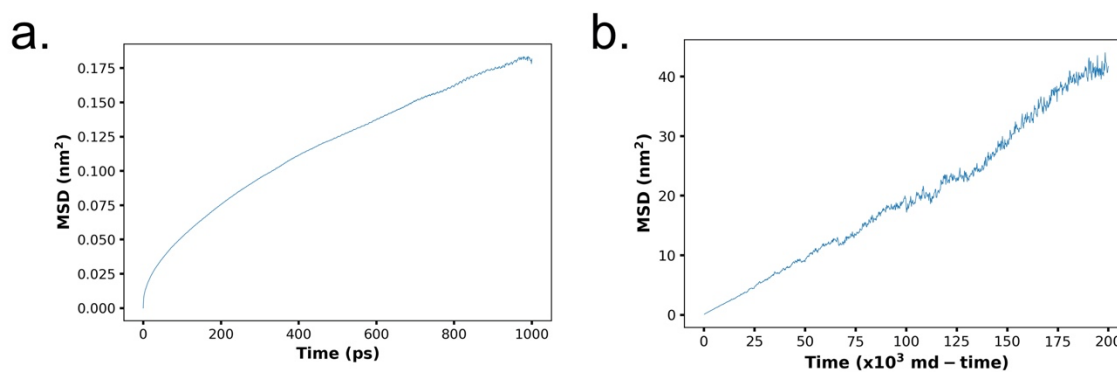 a.
MSD (nm²)
0.175
0.150
0.125
0.100
0.075
0.050
0.025
0.000
0 200 400 600 800 1000
Time (ps)
b.
MSD (nm²)
40
30
20
10
0
0 25 50 75 100 125 150 175 200
Time (x10³ md − time)